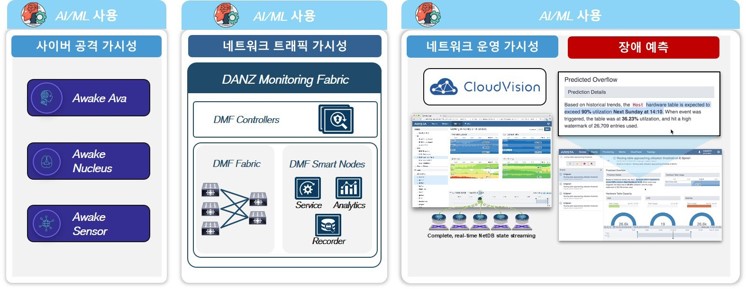 AI/ML 사용
사이버 공격 가시성
Awake Ava
Awake
Nucleus
Awake
Sensor
AI/ML 사용
네트워크 트래픽 가시성
DANZ Monitoring Fabric
DMF Controllers
DMF Fabric
DMF Smart Nodes
Service
Analytics
Recorder
AI/ML 사용
네트워크 운영 가시성
장애 예측
CloudVision
Complete, real-time NetDB state streaming
Predicted Overflow
Prediction Details
Based on historical trends, the Host hardware table is expected to
exceed 90% utilization Next Sunday at 14:10. When event was
triggered, the table was at 36.23% utilization, and hit a high
watermark of 26,709 entries used.